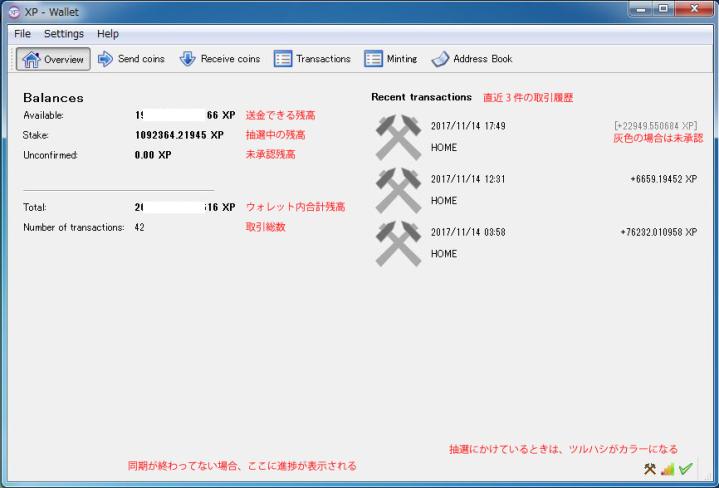 XP - Wallet
File Settings Help
Overview Send coins Receive coins Transactions Minting Address Book
Balances
Available: 19 66 XP 送金できる残高
Stake: 1092364.21945 XP 抽選中の残高
Unconfirmed: 0.00 XP 未承認残高
Total: 20 616 XP ウォレット内合計残高
Number of transactions: 42 取引総数
Recent transactions 直近３件の取引履歴
2017/11/14 17:49 [+22949.550684 XP]
灰色の場合は未承認
HOME
2017/11/14 12:31 +6659.19452 XP
HOME
2017/11/14 03:58 +76232.010958 XP
HOME
抽選にかけているときは、ツルハシがカラーになる
同期が終わってない場合、ここに進捗が表示される